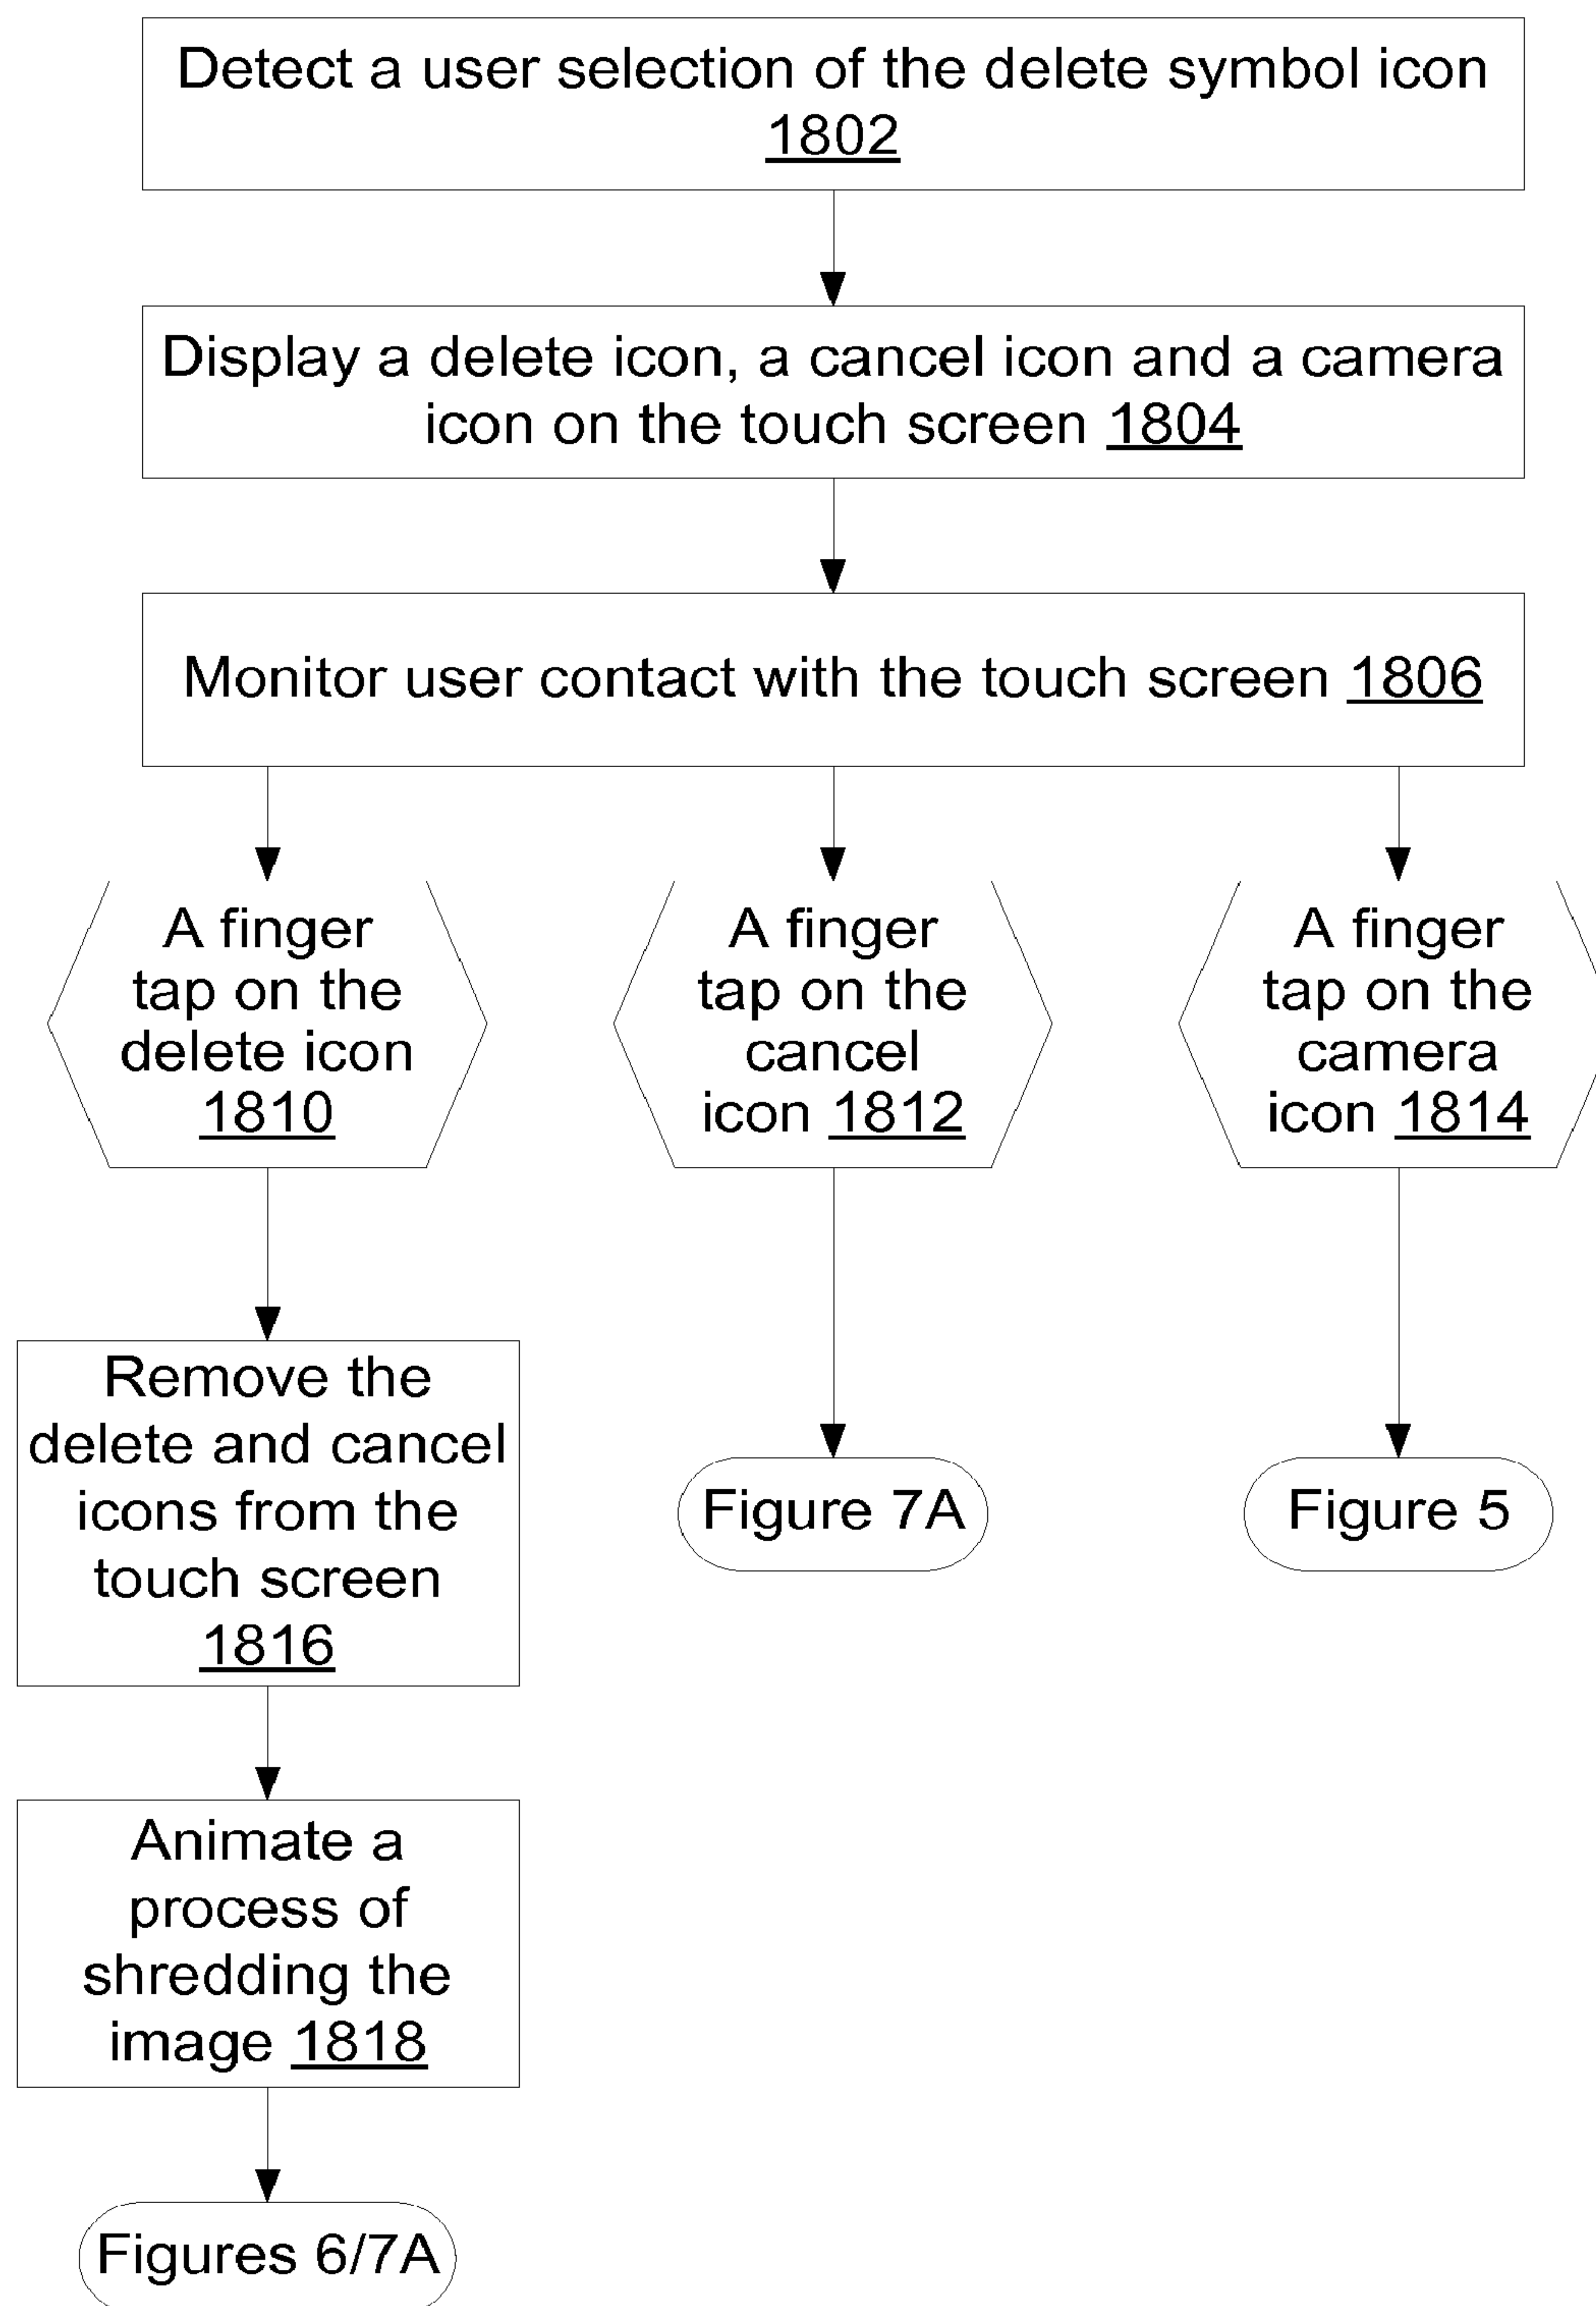 Detect a user selection of the delete symbol icon
1802
Display a delete icon, a cancel icon and a camera
icon on the touch screen 1804
Monitor user contact with the touch screen 1806
A finger
tap on the
delete icon
1810
A finger
tap on the
cancel
icon 1812
A finger
tap on the
camera
icon 1814
Remove the
delete and cancel
icons from the
touch screen
1816
Figure 7A
Figure 5
Animate a
process of
shredding the
image 1818
Figures 6/7A